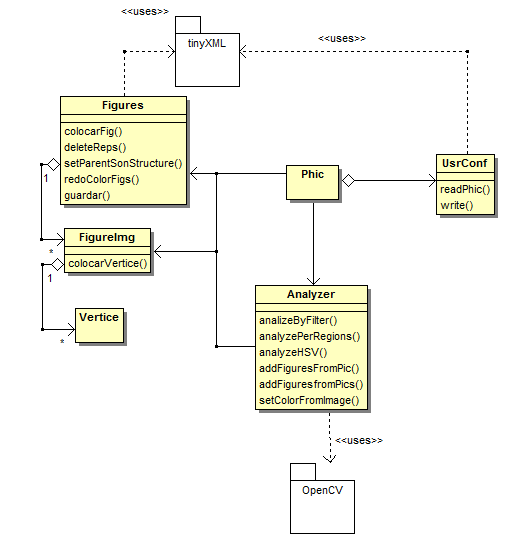 <<uses>>
tinyXML
<<uses>>
Figures
colocarFig()
deleteReps()
setParentSonStructure()
redoColorFigs()
guardar()
1
*
Phic
UsrConf
readPhic()
write()
FigureImg
colocarVertice()
1
*
Vertice
Analyzer
analizeByFilter()
analyzePerRegions()
analyzeHSV()
addFiguresFromPic()
addFiguresfromPics()
setColorFromImage()
<<uses>>
OpenCV